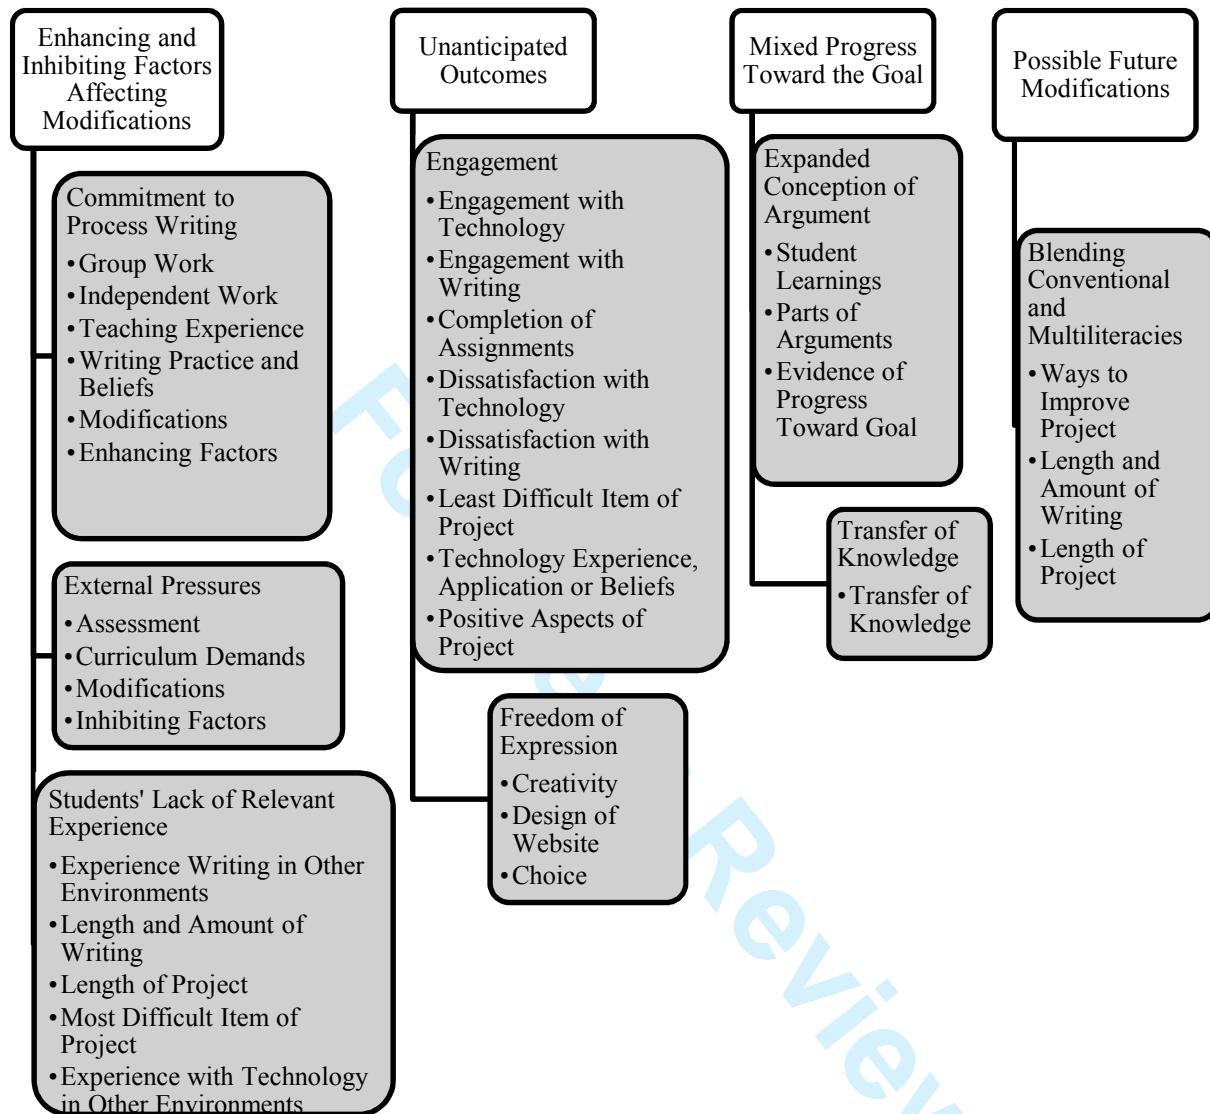 Enhancing and
Inhibiting Factors
Affecting
Modifications
Commitment to
Process Writing
•Group Work
•Independent Work
•Teaching Experience
•Writing Practice and
Beliefs
•Modifications
•Enhancing Factors
External Pressures
•Assessment
•Curriculum Demands
•Modifications
•Inhibiting Factors
Students' Lack of Relevant
Experience
•Experience Writing in Other
Environments
•Length and Amount of
Writing
•Length of Project
•Most Difficult Item of
Project
•Experience with Technology
in Other Environments
Unanticipated
Outcomes
Engagement
•Engagement with
Technology
•Engagement with
Writing
•Completion of
Assignments
•Dissatisfaction with
Technology
•Dissatisfaction with
Writing
•Least Difficult Item of
Project
•Technology Experience,
Application or Beliefs
•Positive Aspects of
Project
Freedom of
Expression
•Creativity
•Design of
Website
•Choice
Mixed Progress
Toward the Goal
Expanded
Conception of
Argument
•Student
Learnings
•Parts of
Arguments
•Evidence of
Progress
Toward Goal
Transfer of
Knowledge
•Transfer of
Knowledge
Possible Future
Modifications
Blending
Conventional
and
Multiliteracies
•Ways to
Improve
Project
•Length and
Amount of
Writing
•Length of
Project
Review